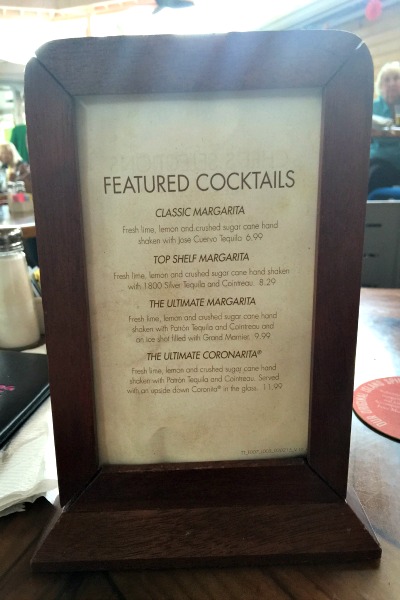 FEATURED COCKTAILS
CLASSIC MARGARITA
Fresh lime, lemon and crushed sugar cane hand
shaken with Jose Cuervo Tequila 6.99
TOP SHELF MARGARITA
Fresh lime, lemon and crushed sugar cane hand shaken
with 1800 Silver Tequila and Cointreau. 8.29
THE ULTIMATE MARGARITA
Fresh lime, lemon and crushed sugar cane hand
shaken with Patrón Tequila and Cointreau and
an ice shot filled with Grand Marnier. 9.99
THE ULTIMATE CORONARITA®
Fresh lime, lemon and crushed sugar cane hand
shaken with Patrón Tequila and Cointreau. Served
with an upside down Corona® in the glass. 11.99